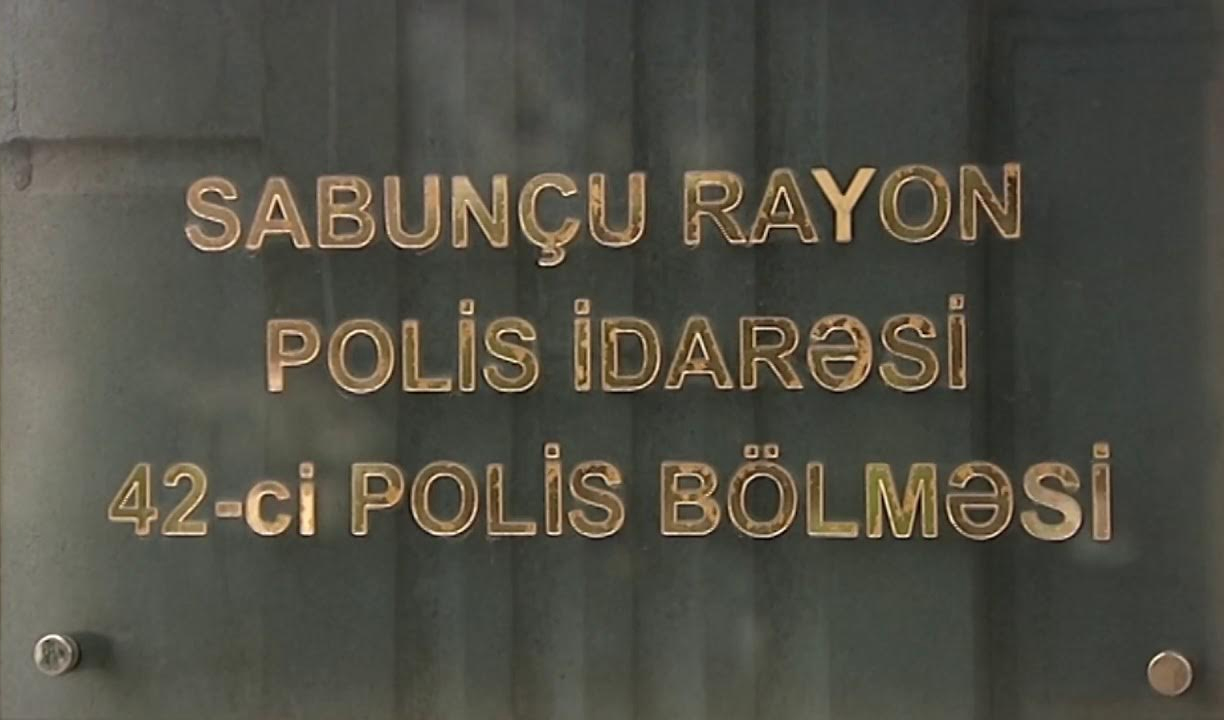 SABUNÇU RAYON
POLİS İDARƏSİ
42-ci POLİS BÖLMƏSİ